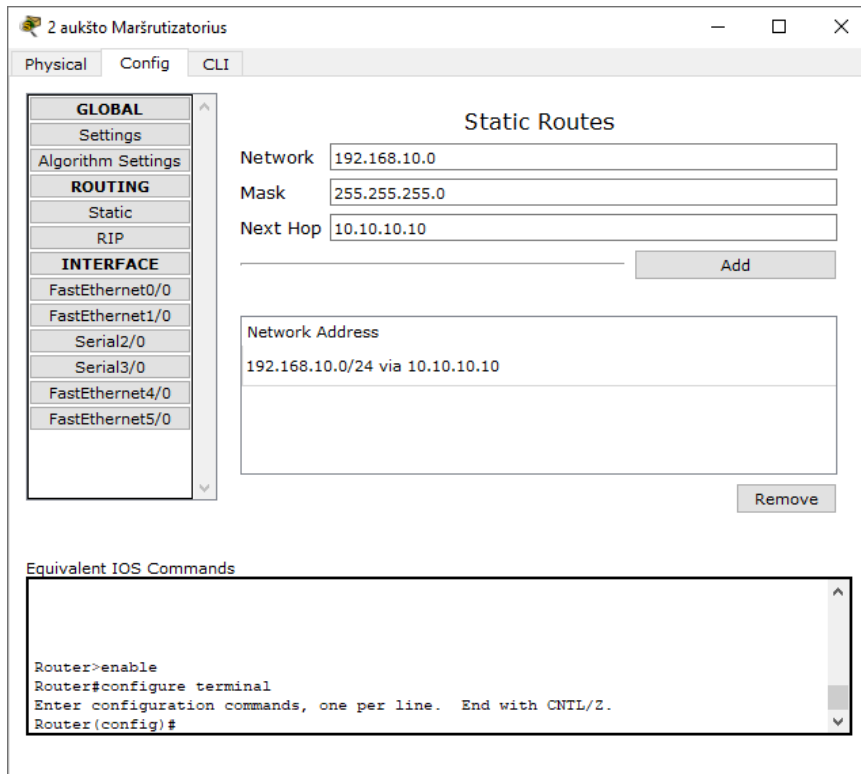 2 aukšto Maršrutizatorius
Physical Config CLI
GLOBAL
Settings
Algorithm Settings
ROUTING
Static
RIP
INTERFACE
FastEthernet0/0
FastEthernet1/0
Serial2/0
Serial3/0
FastEthernet4/0
FastEthernet5/0
Static Routes
Network 192.168.10.0
Mask 255.255.255.0
Next Hop 10.10.10.10
Add
Network Address
192.168.10.0/24 via 10.10.10.10
Remove
Equivalent IOS Commands
Router>enable
Router#configure terminal
Enter configuration commands, one per line.  End with CNTL/Z.
Router(config)#